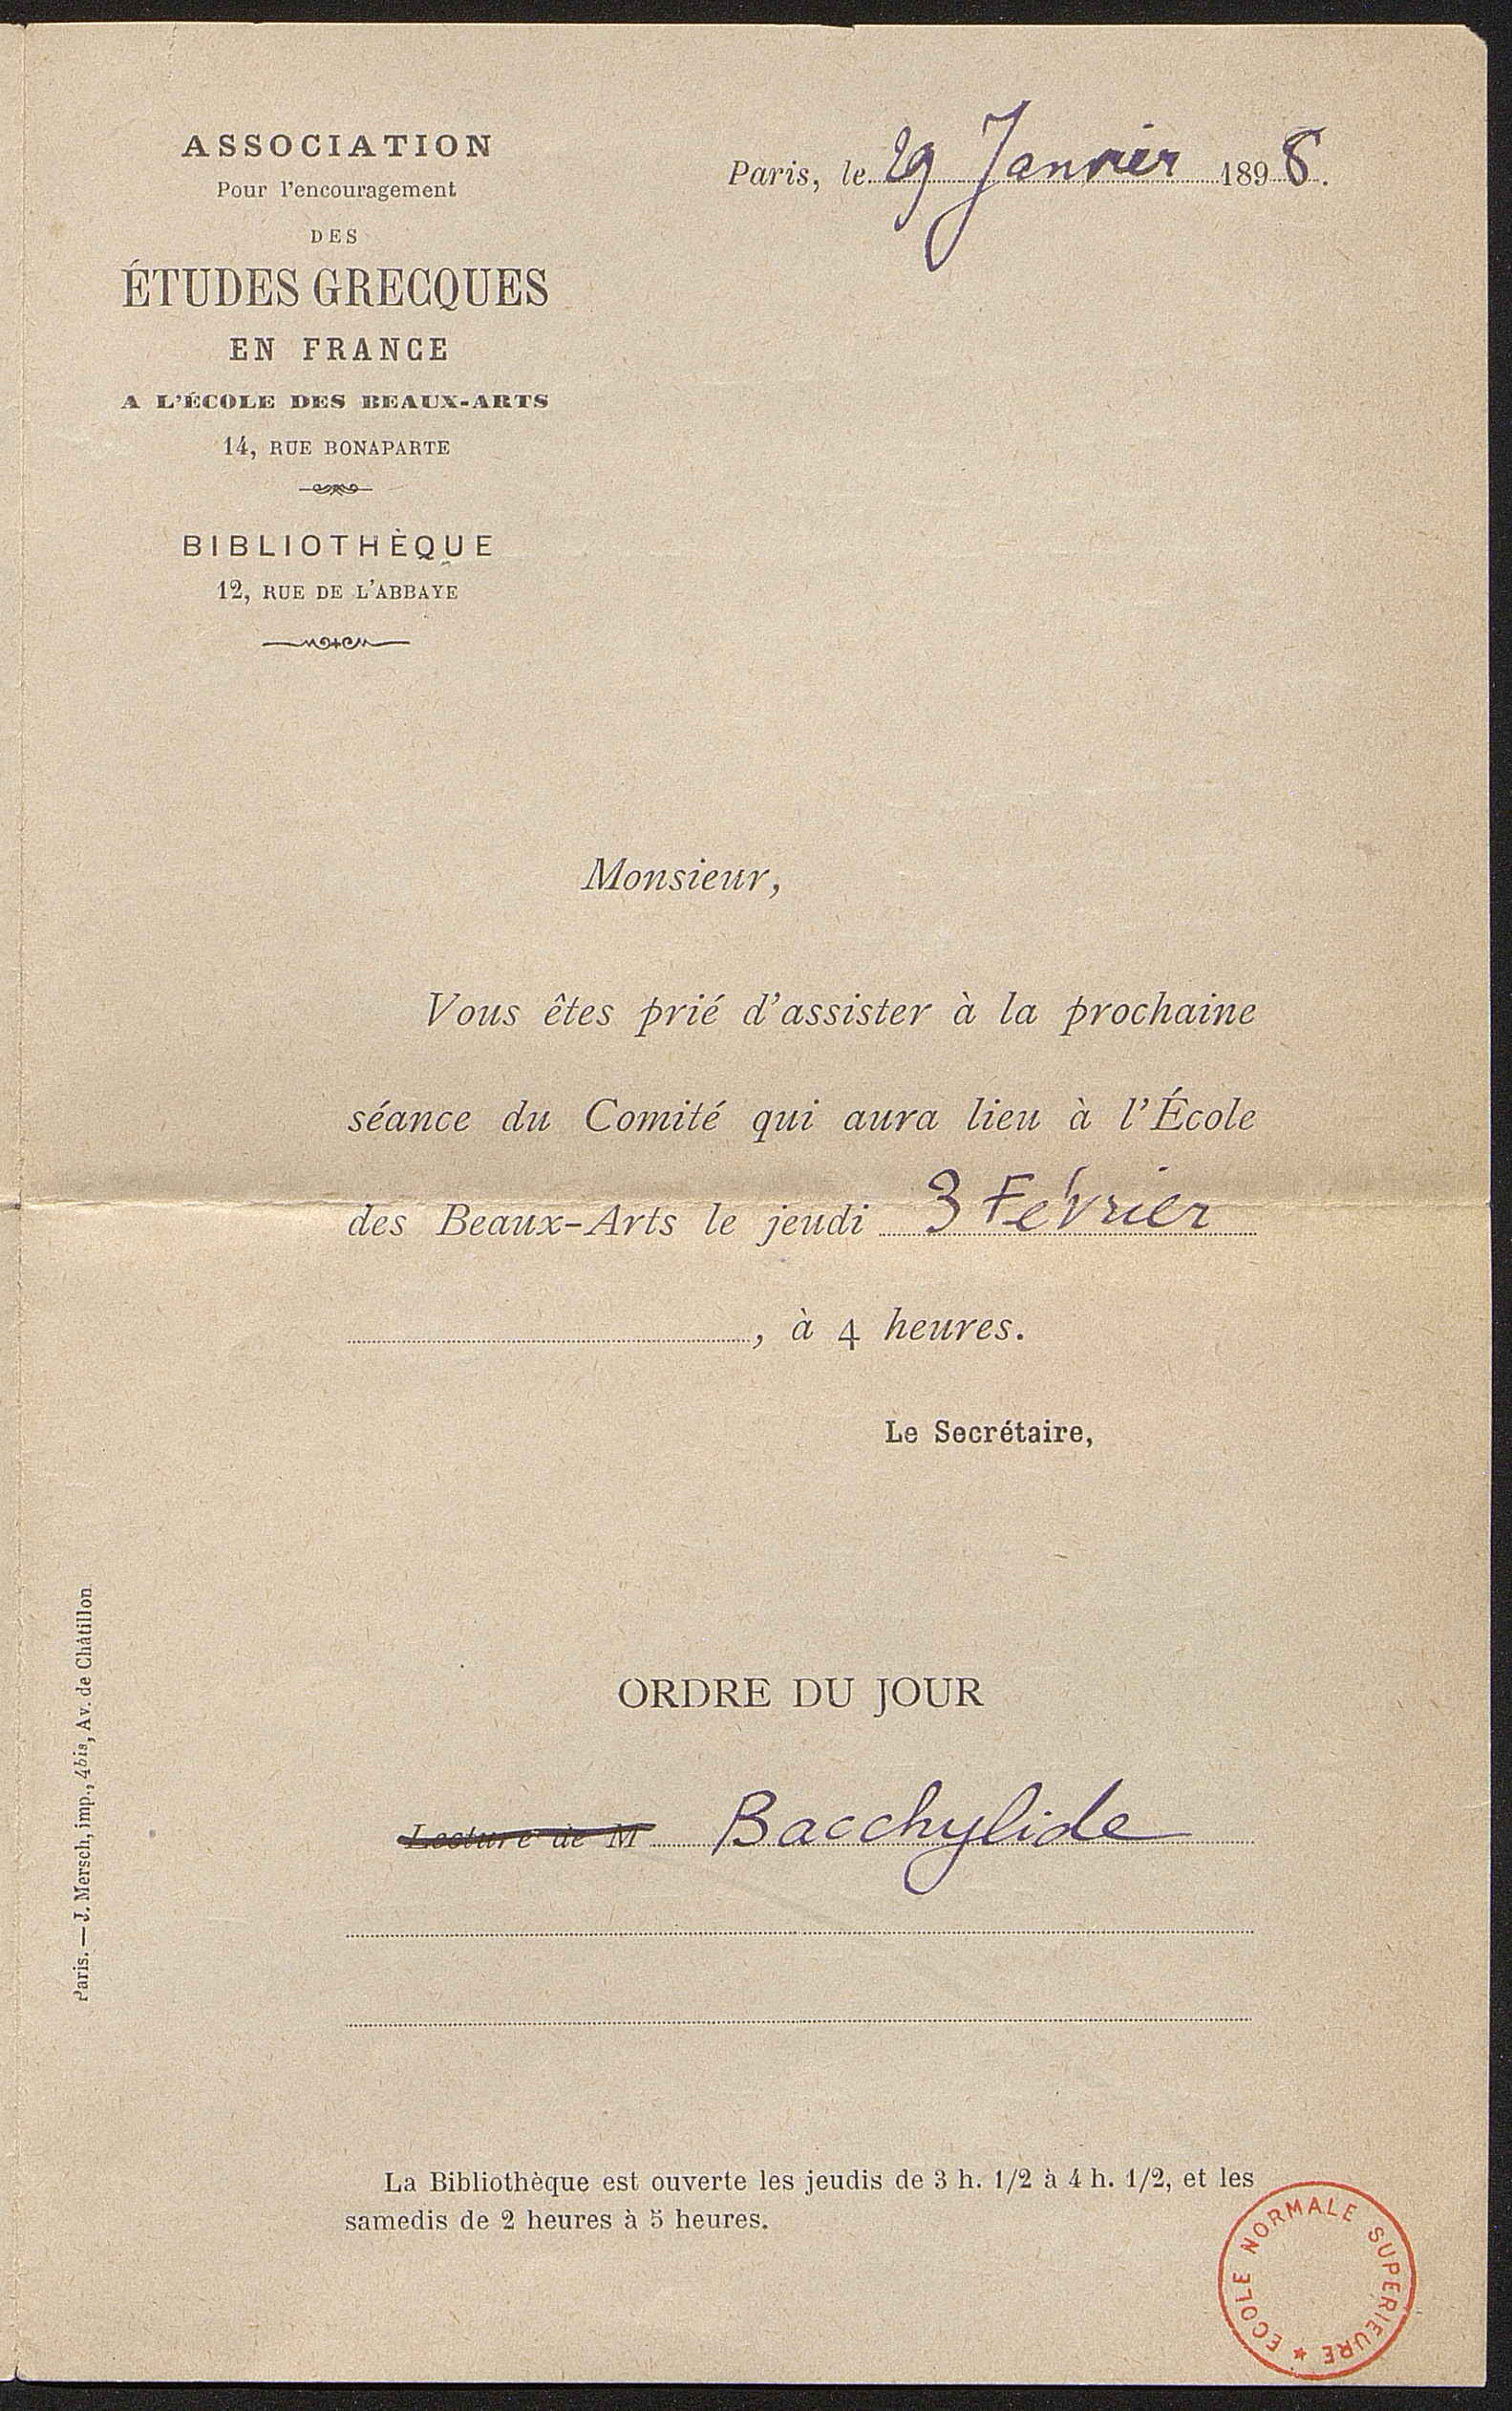 ASSOCIATION
Pour l'encouragement
DES
ÉTUDES GRECQUES
EN FRANCE
A L'ÉCOLE DES BEAUX-ARTS
14, RUE BONAPARTE
BIBLIOTHÈQUE
12, RUE DE L'ABBAYE
Paris, le 29 Janvier 1898.
Monsieur,
Vous êtes prié d'assister à la prochaine
séance du Comité qui aura lieu à l'École
des Beaux-Arts le jeudi 3 Février
, à 4 heures.
Le Secrétaire,
ORDRE DU JOUR
Lecture de M Bacchylide
La Bibliothèque est ouverte les jeudis de 3 h. 1/2 à 4 h. 1/2, et les
samedis de 2 heures à 5 heures.
Paris. — J. Mersch, imp., 4bis, Av. de Châtillon
ECOLE NORMALE SUPERIEURE